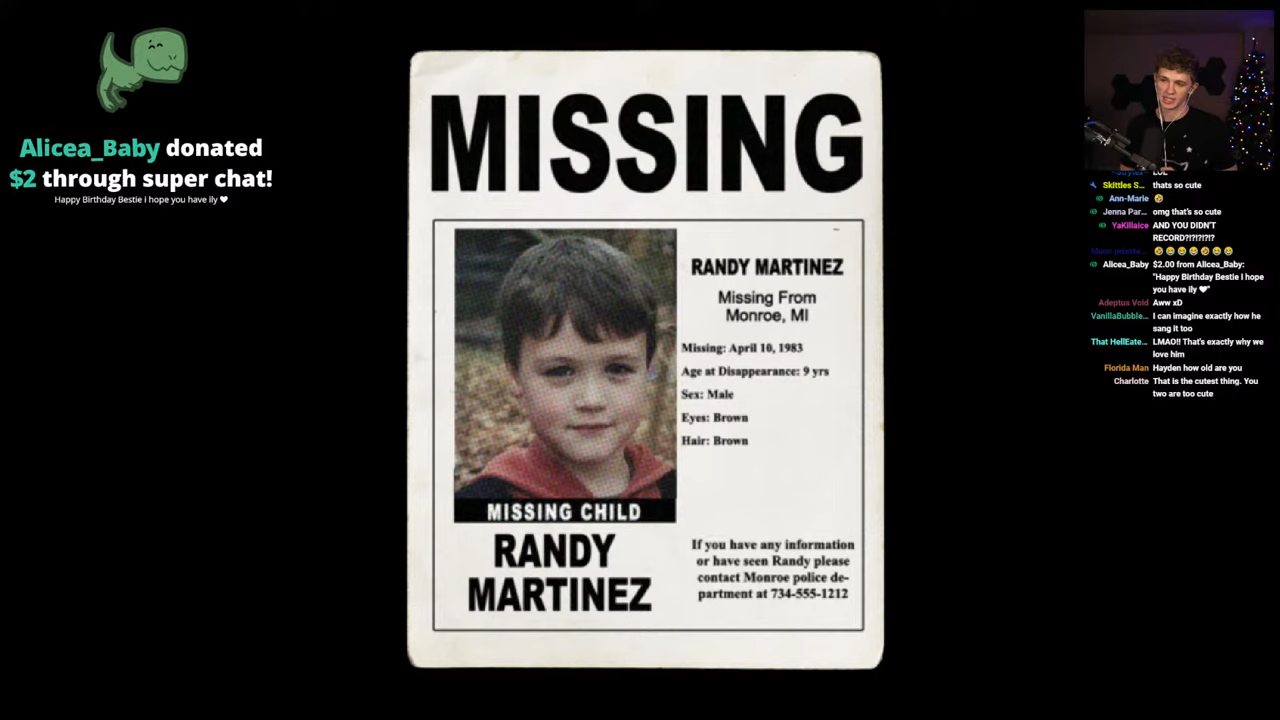 Alicea_Baby donated
$2 through super chat!
Happy Birthday Bestie i hope you have ily 🤍
MISSING
RANDY MARTINEZ
Missing From
Monroe, MI
Missing: April 10, 1983
Age at Disappearance: 9 yrs
Sex: Male
Eyes: Brown
Hair: Brown
MISSING CHILD
RANDY
MARTINEZ
If you have any information
or have seen Randy please
contact Monroe police de-
partment at 734-555-1212
LOL
Skittles S... thats so cute
Ann-Marie 🤣
Jenna Par... omg that's so cute
YaKillaice AND YOU DIDN'T
RECORD?!?!?!?!
Alicea_Baby $2.00 from Alicea_Baby:
"Happy Birthday Bestie i hope
you have ily 🤍"
Adeptus Void Aww xD
VanillaBubble... I can imagine exactly how he
sang it too
That HellEate... LMAO!! That's exactly why we
love him
Florida Man Hayden how old are you
Charlotte That is the cutest thing. You
two are too cute